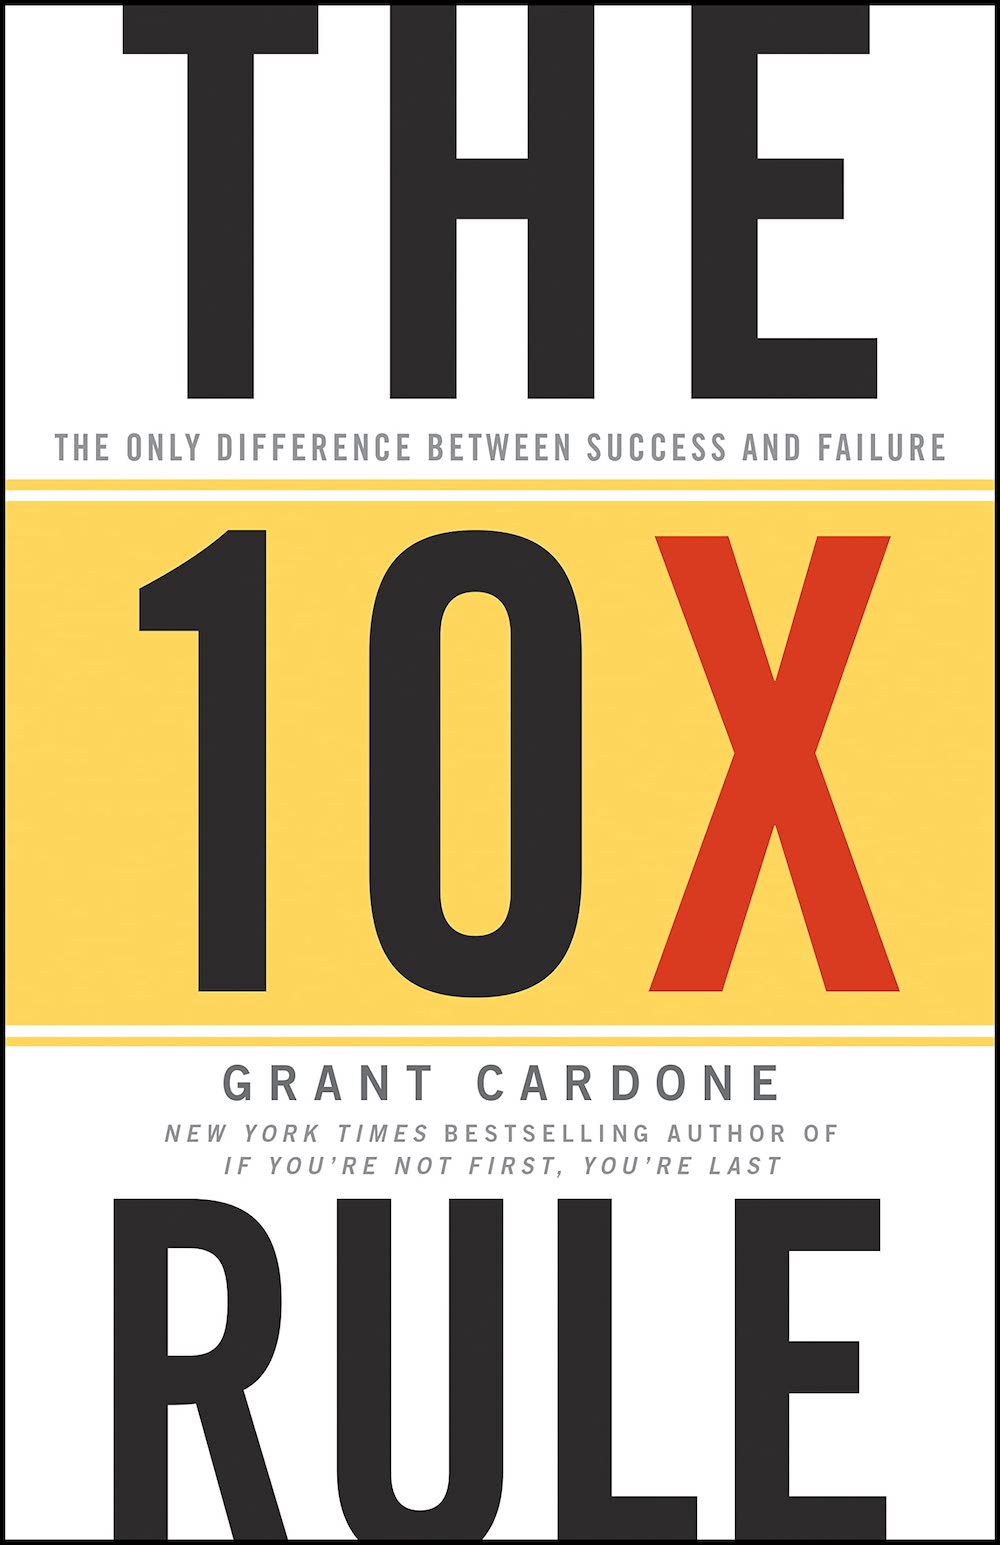 THE
THE ONLY DIFFERENCE BETWEEN SUCCESS AND FAILURE
10X
GRANT CARDONE
NEW YORK TIMES BESTSELLING AUTHOR OF
IF YOU'RE NOT FIRST, YOU'RE LAST
RULE